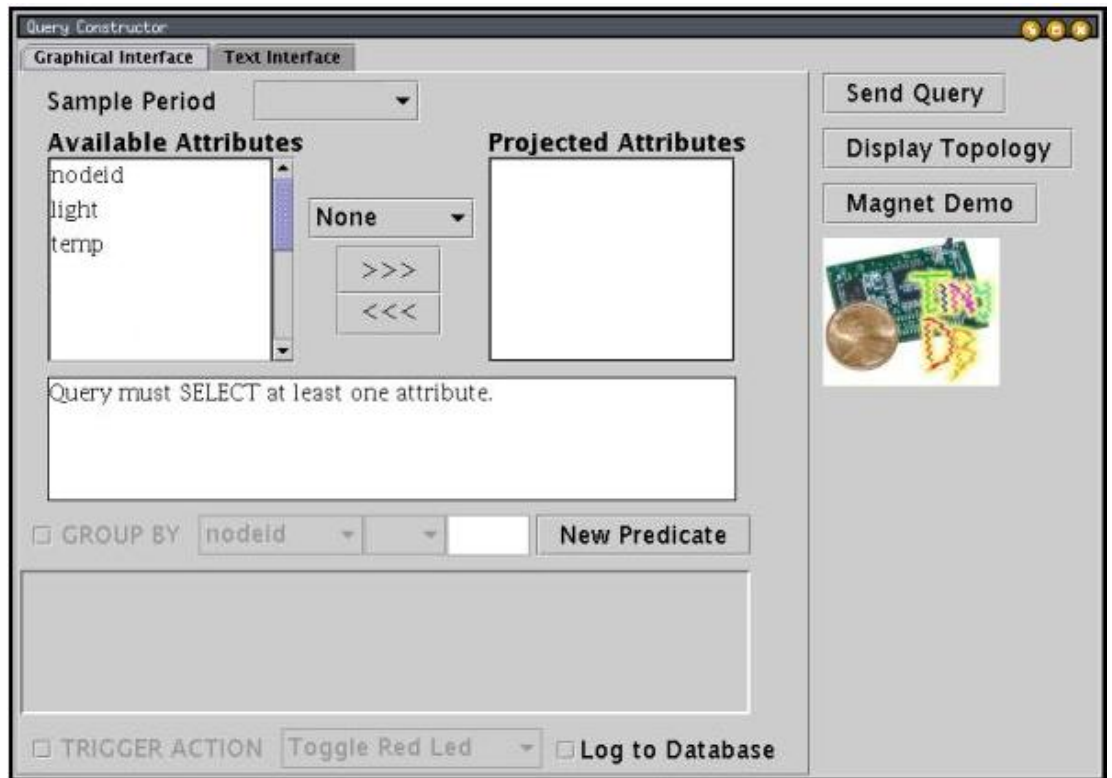 Query Constructor
Graphical Interface
Text Interface
Sample Period
Available Attributes
nodeid
light
temp
None
>>>
<<<
Projected Attributes
Query must SELECT at least one attribute.
GROUP BY
nodeid
New Predicate
TRIGGER ACTION
Toggle Red Led
Log to Database
Send Query
Display Topology
Magnet Demo
DB